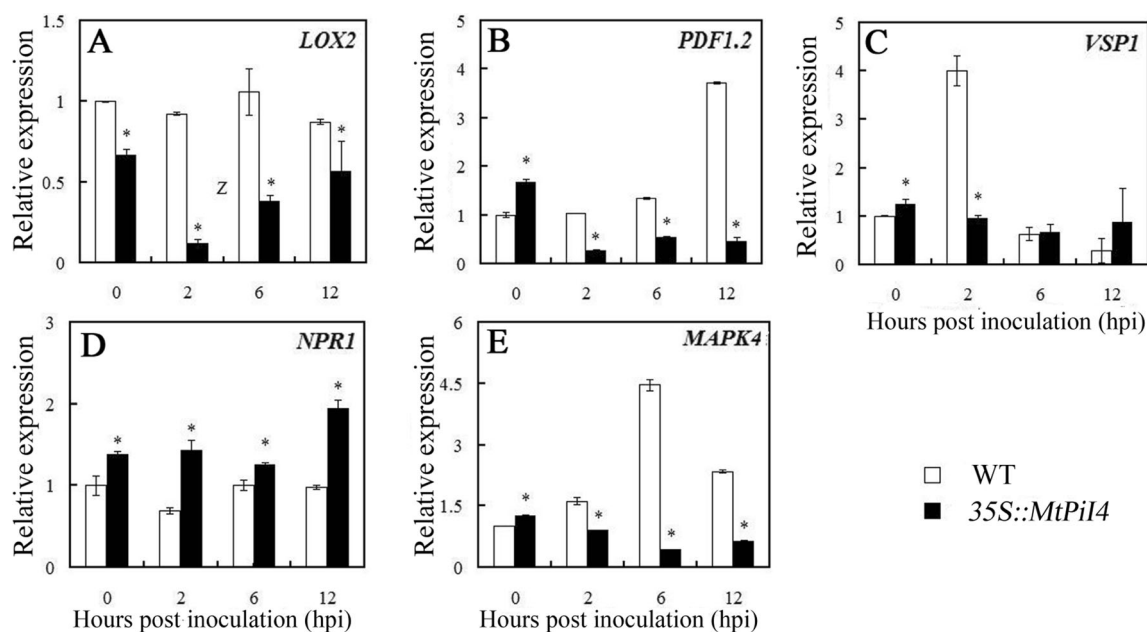 A
LOX2
Relative expression
1.5
1
0.5
0
*
*
Z
*
*
0 2 6 12
B
PDF1.2
Relative expression
5
4
3
2
1
0
*
*
*
*
0 2 6 12
C
VSP1
Relative expression
5
4
3
2
1
0
*
*
0 2 6 12
Hours post inoculation (hpi)
D
NPR1
Relative expression
3
2
1
0
*
*
*
*
0 2 6 12
Hours post inoculation (hpi)
E
MAPK4
Relative expression
6
4.5
3
1.5
0
*
*
*
*
0 2 6 12
Hours post inoculation (hpi)
WT
35S::MtPiI4